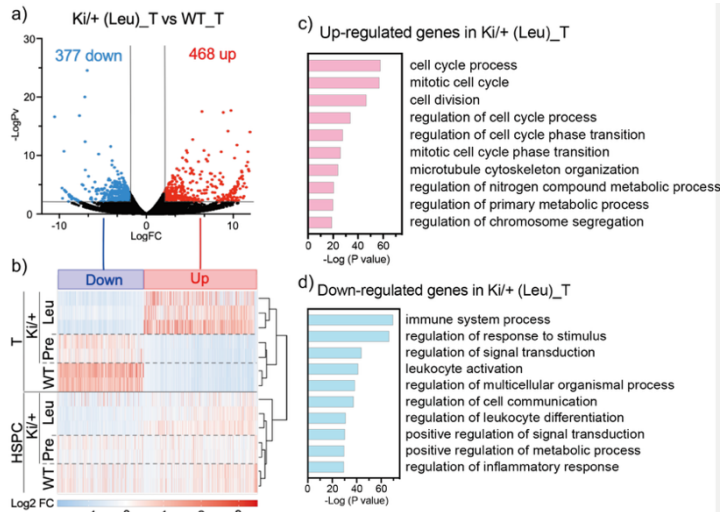 a)
Ki/+ (Leu)_T vs WT_T
377 down
468 up
-LogPv
30
20
10
0
-10
0
10
LogFC
b)
Down
Up
T
Ki/+
Leu
Pre
WT
HSPC
Ki/+
Leu
Pre
WT
Log2 FC
c)
Up-regulated genes in Ki/+ (Leu)_T
cell cycle process
mitotic cell cycle
cell division
regulation of cell cycle process
regulation of cell cycle phase transition
mitotic cell cycle phase transition
microtubule cytoskeleton organization
regulation of nitrogen compound metabolic process
regulation of primary metabolic process
regulation of chromosome segregation
0 20 40 60
-Log (P value)
d)
Down-regulated genes in Ki/+ (Leu)_T
immune system process
regulation of response to stimulus
regulation of signal transduction
leukocyte activation
regulation of multicellular organismal process
regulation of cell communication
regulation of leukocyte differentiation
positive regulation of signal transduction
positive regulation of metabolic process
regulation of inflammatory response
0 20 40 60
-Log (P value)